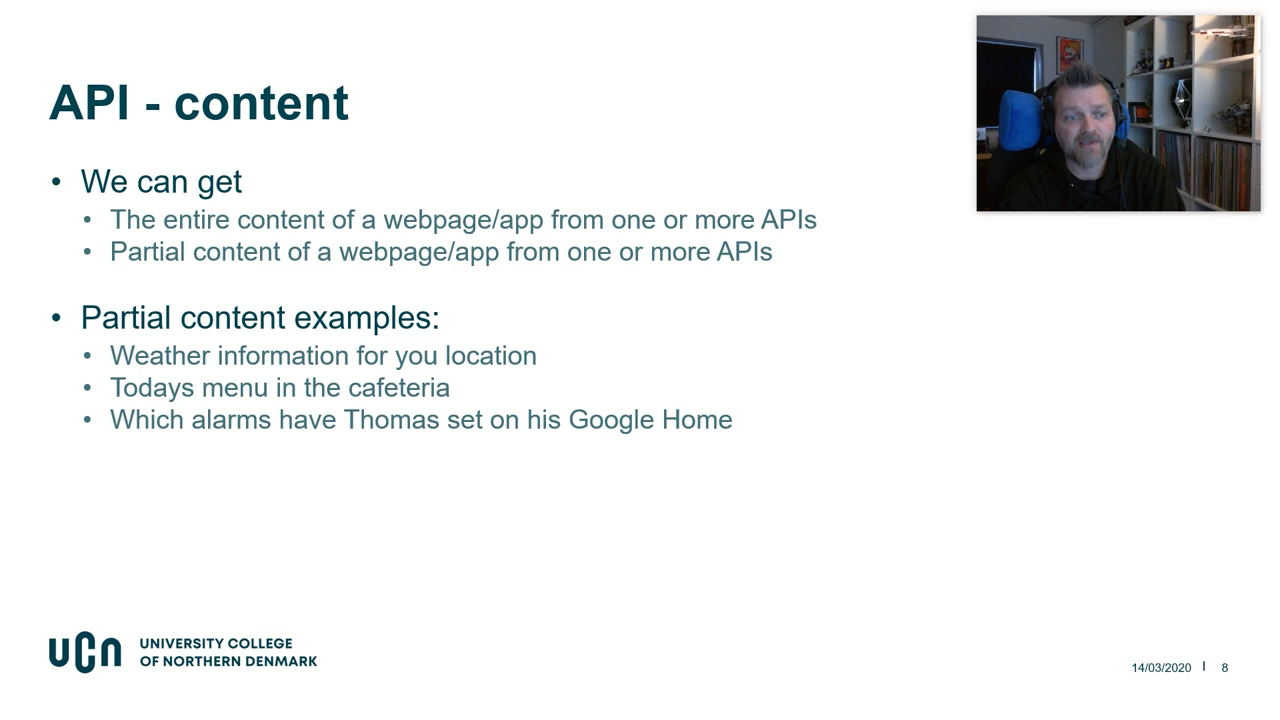 API - content
• We can get
• The entire content of a webpage/app from one or more APIs
• Partial content of a webpage/app from one or more APIs
• Partial content examples:
• Weather information for you location
• Todays menu in the cafeteria
• Which alarms have Thomas set on his Google Home
ucn
UNIVERSITY COLLEGE
OF NORTHERN DENMARK
14/03/2020 | 8